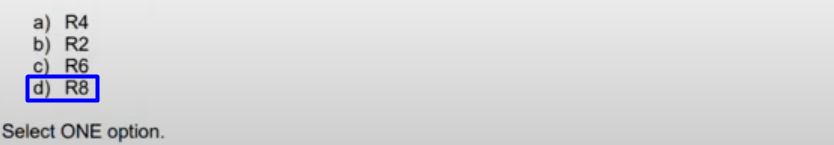 a) R4
b) R2
c) R6
d) R8
Select ONE option.